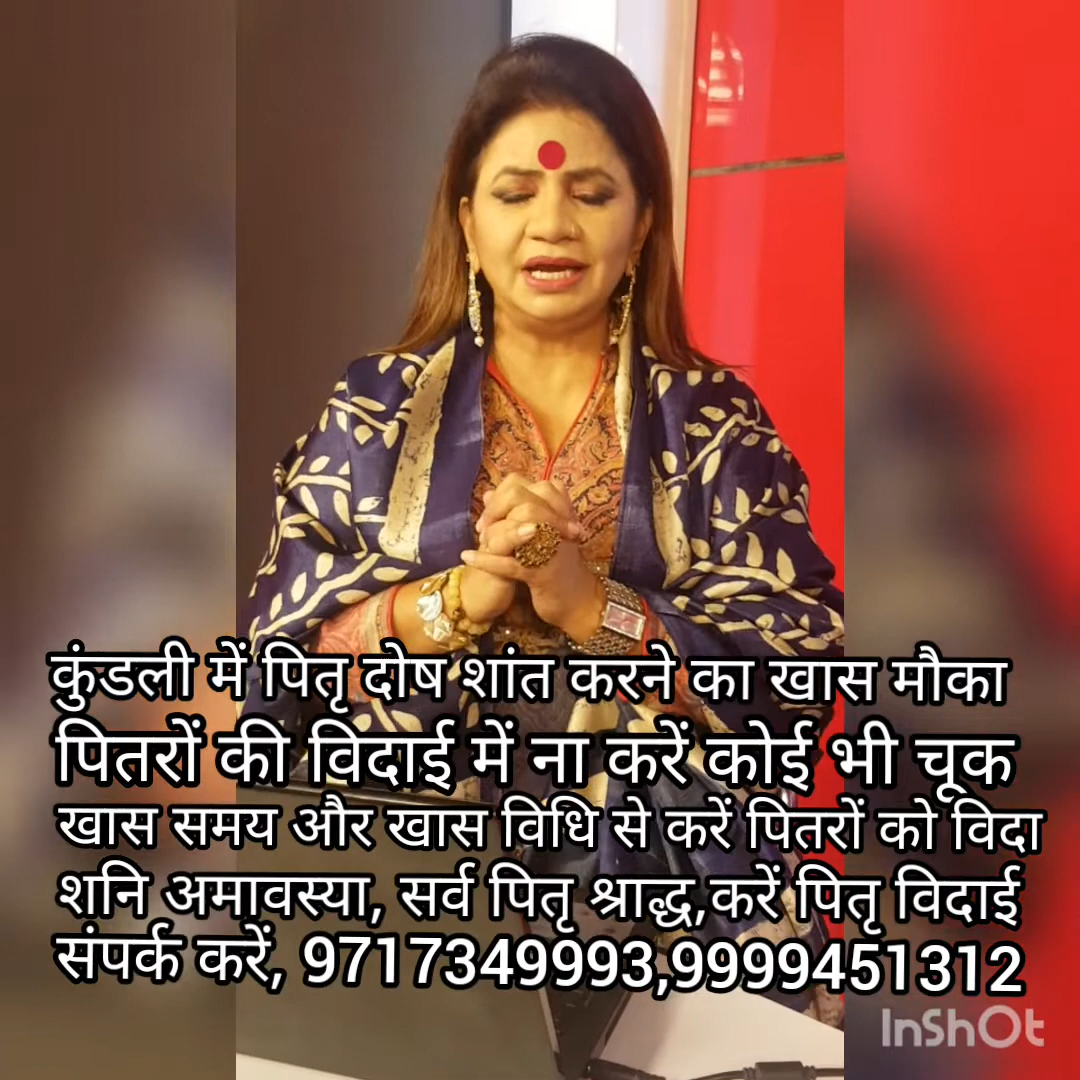 कुंडली में पितृ दोष शांत करने का खास मौका
पितरों की विदाई में ना करें कोई भी चूक
खास समय और खास विधि से करें पितरों को विदा
शनि अमावस्या, सर्व पितृ श्राद्ध,करें पितृ विदाई
संपर्क करें, 9717349993,9999451312
InShOt